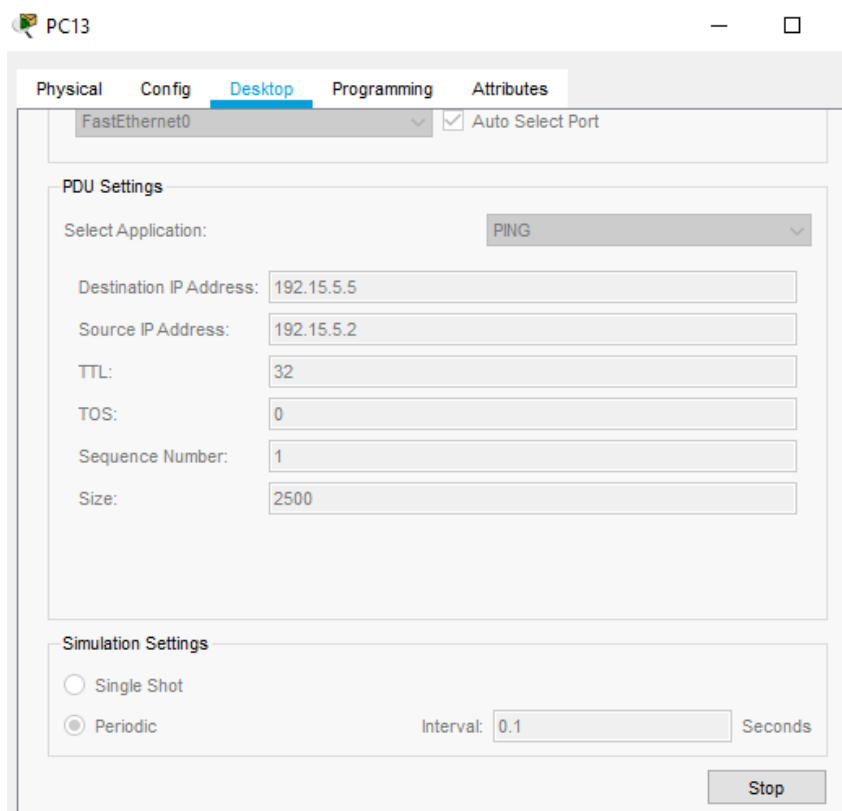 PC13
Physical Config Desktop Programming Attributes
FastEthernet0 Auto Select Port
PDU Settings
Select Application: PING
Destination IP Address: 192.15.5.5
Source IP Address: 192.15.5.2
TTL: 32
TOS: 0
Sequence Number: 1
Size: 2500
Simulation Settings
Single Shot
Periodic Interval: 0.1 Seconds
Stop